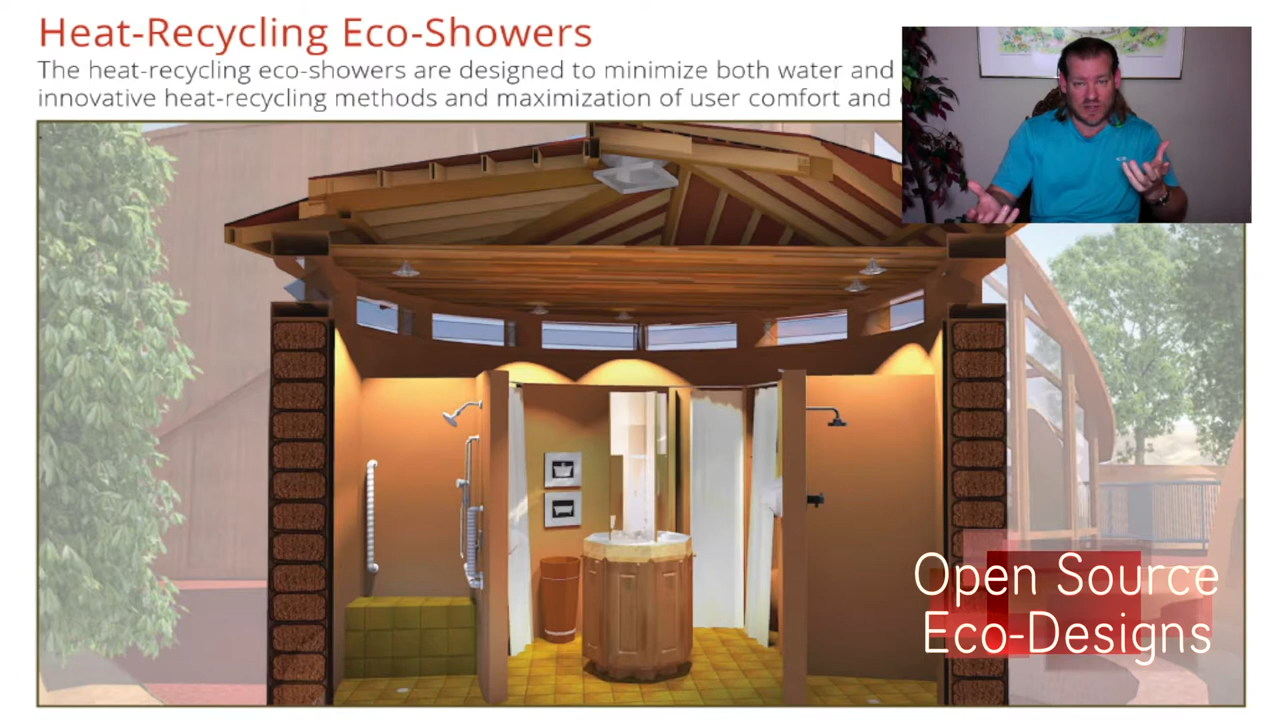 Heat-Recycling Eco-Showers
The heat-recycling eco-showers are designed to minimize both water and
innovative heat-recycling methods and maximization of user comfort and
Open Source
Eco-Designs